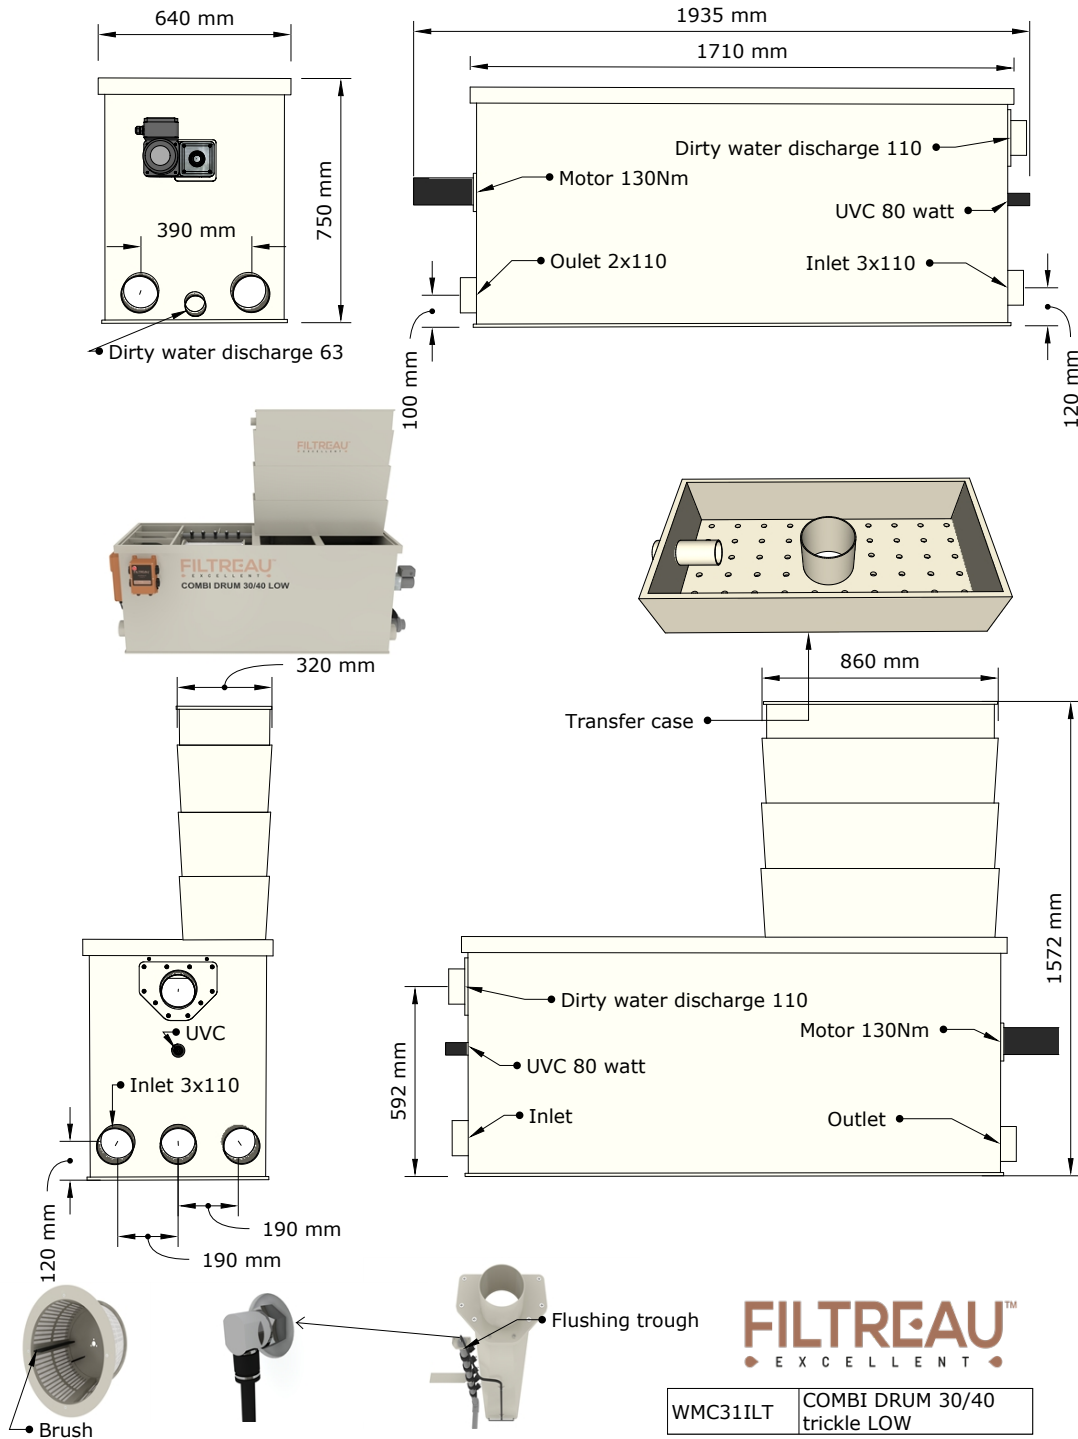 640 mm
1935 mm
1710 mm
750 mm
390 mm
Dirty water discharge 63
Dirty water discharge 110
Motor 130Nm
UVC 80 watt
Oulet 2x110
Inlet 3x110
100 mm
120 mm
FILTREAU
EXCELLENT
FILTREAU
EXCELLENT
COMBI DRUM 30/40 LOW
320 mm
860 mm
Transfer case
1572 mm
UVC
Inlet 3x110
120 mm
190 mm
190 mm
592 mm
Dirty water discharge 110
UVC 80 watt
Inlet
Motor 130Nm
Outlet
Brush
Flushing trough
FILTREAU™
EXCELLENT
WMC31ILT
COMBI DRUM 30/40
trickle LOW